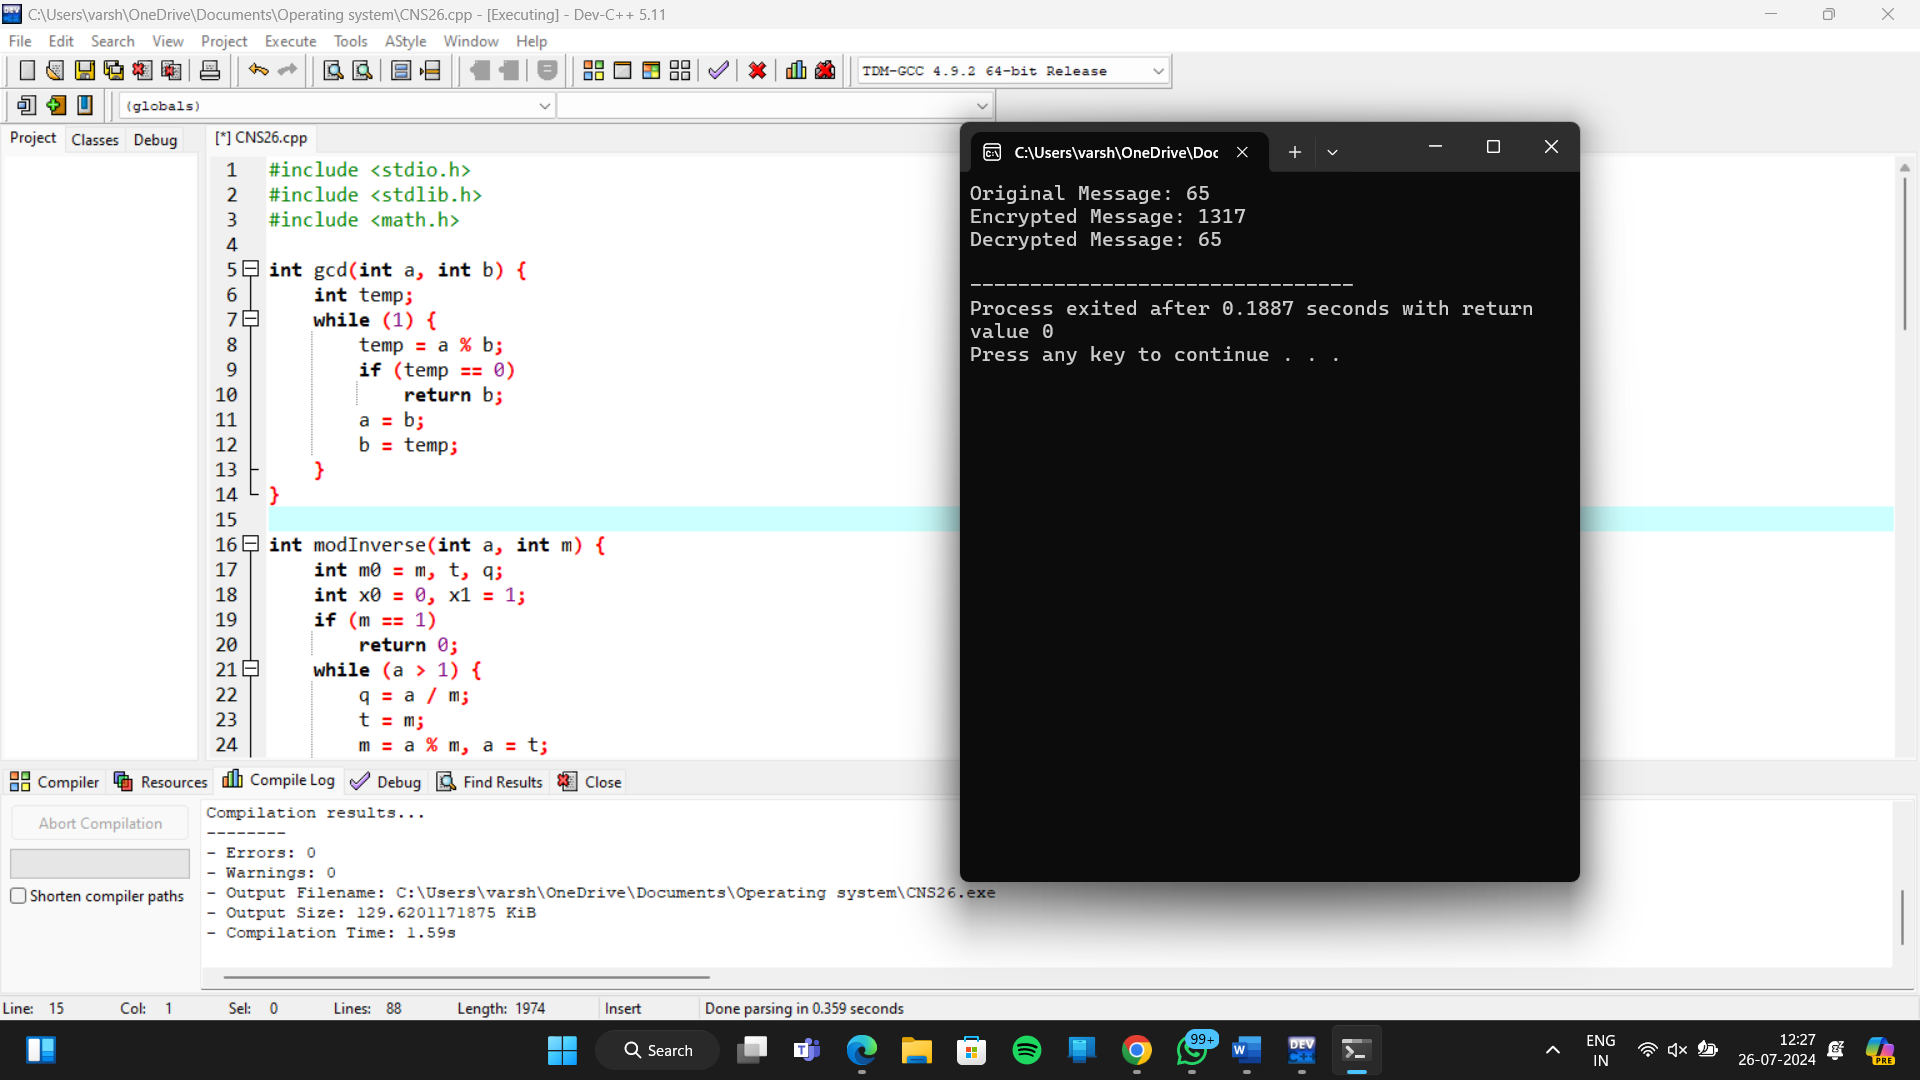 C:\Users\varsh\OneDrive\Documents\Operating system\CNS26.cpp - [Executing] - Dev-C++ 5.11
File Edit Search View Project Execute Tools AStyle Window Help
TDM-GCC 4.9.2 64-bit Release
(globals)
Project Classes Debug
[*] CNS26.cpp
1 #include <stdio.h>
2 #include <stdlib.h>
3 #include <math.h>
4
5 int gcd(int a, int b) {
6 int temp;
7 while (1) {
8 temp = a % b;
9 if (temp == 0)
10 return b;
11 a = b;
12 b = temp;
13 }
14 }
15
16 int modInverse(int a, int m) {
17 int m0 = m, t, q;
18 int x0 = 0, x1 = 1;
19 if (m == 1)
20 return 0;
21 while (a > 1) {
22 q = a / m;
23 t = m;
24 m = a % m, a = t;
C:\Users\varsh\OneDrive\Doc
Original Message: 65
Encrypted Message: 1317
Decrypted Message: 65
--------------------------------
Process exited after 0.1887 seconds with return
value 0
Press any key to continue . . .
Compiler Resources Compile Log Debug Find Results Close
Abort Compilation
Shorten compiler paths
Compilation results...
--------
- Errors: 0
- Warnings: 0
- Output Filename: C:\Users\varsh\OneDrive\Documents\Operating system\CNS26.exe
- Output Size: 129.6201171875 KiB
- Compilation Time: 1.59s
Line: 15 Col: 1 Sel: 0 Lines: 88 Length: 1974 Insert Done parsing in 0.359 seconds
Search
99+
DEV
ENG
IN
12:27
26-07-2024
PRE